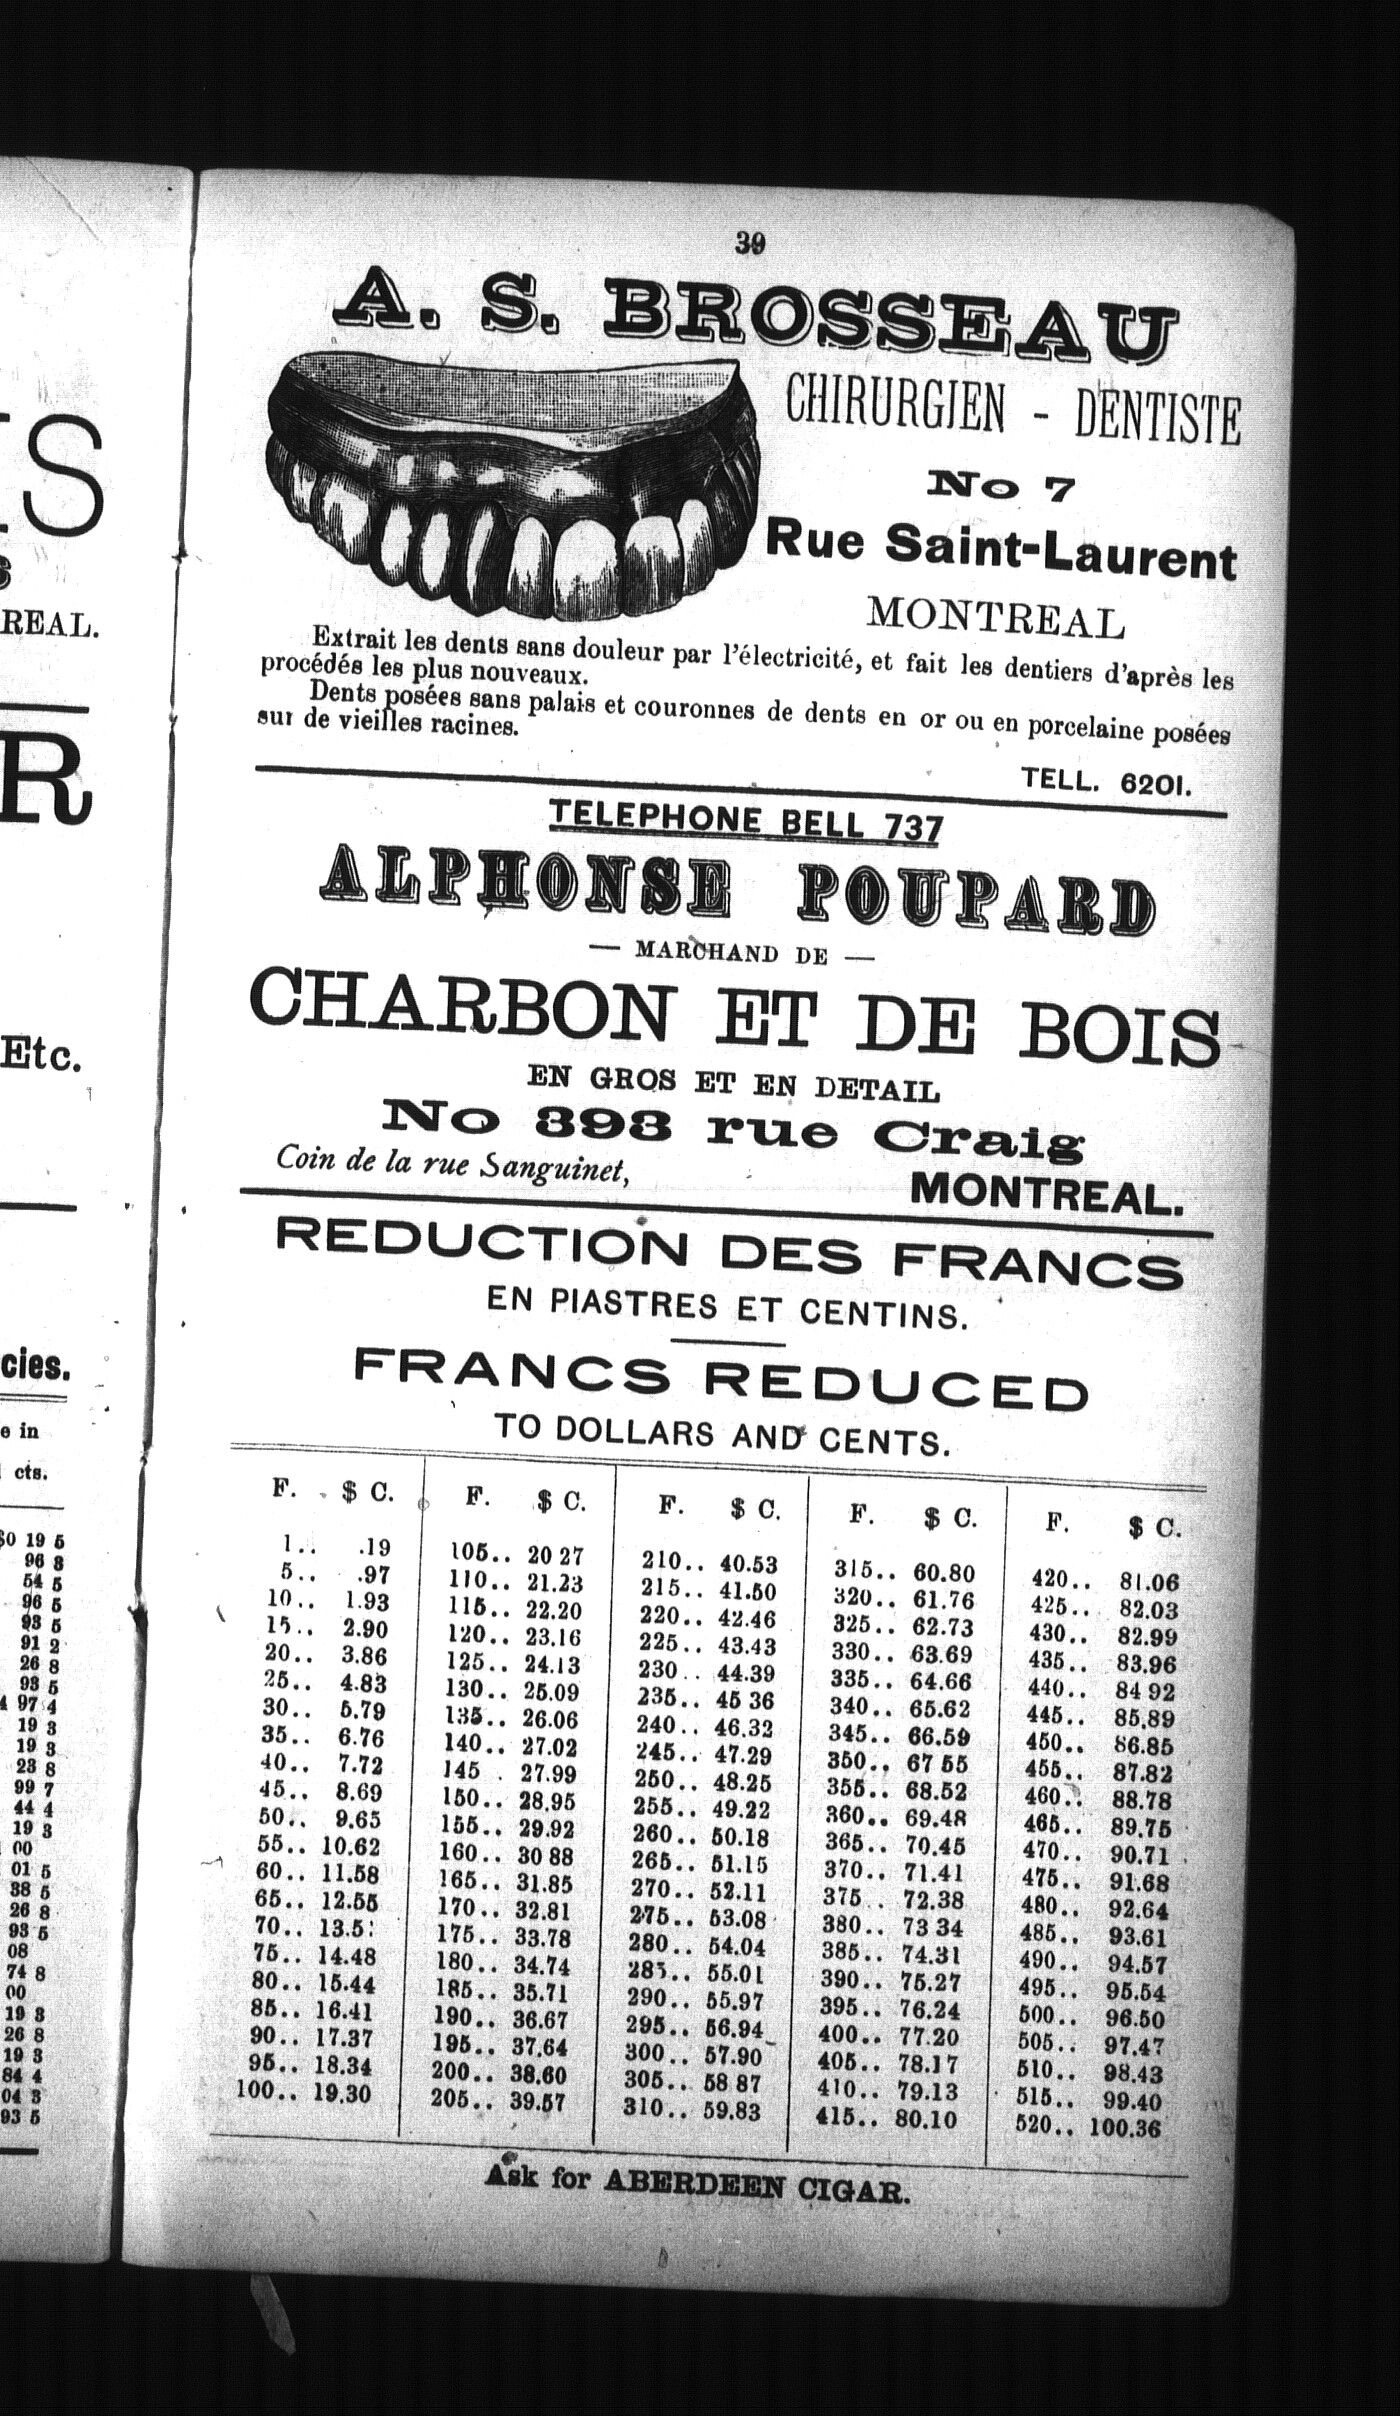 39
A. S. BROSSEAU
CHIRURGIEN - DENTISTE
No 7
Rue Saint-Laurent
MONTREAL
Extrait les dents sans douleur par l'électricité, et fait les dentiers d'après les
procédés les plus nouveaux.
Dents posées sans palais et couronnes de dents en or ou en porcelaine posées
sur de vieilles racines.
TELL. 6201.
TELEPHONE BELL 737
ALPHONSE POUPARD
— MARCHAND DE —
CHARBON ET DE BOIS
EN GROS ET EN DETAIL
No 393 rue Craig
Coin de la rue Sanguinet,
MONTREAL.
REDUCTION DES FRANCS
EN PIASTRES ET CENTINS.
FRANCS REDUCED
TO DOLLARS AND CENTS.
F. $ C. F. $ C. F. $ C. F. $ C. F. $ C.
1.. .19 105.. 20 27 210.. 40.53 315.. 60.80 420.. 81.06
5.. .97 110.. 21.23 215.. 41.50 320.. 61.76 425.. 82.03
10.. 1.93 115.. 22.20 220.. 42.46 325.. 62.73 430.. 82.99
15.. 2.90 120.. 23.16 225.. 43.43 330.. 63.69 435.. 83.96
20.. 3.86 125.. 24.13 230.. 44.39 335.. 64.66 440.. 84 92
25.. 4.83 130.. 25.09 235.. 45 36 340.. 65.62 445.. 85.89
30.. 5.79 135.. 26.06 240.. 46.32 345.. 66.59 450.. 86.85
35.. 6.76 140.. 27.02 245.. 47.29 350.. 67 55 455.. 87.82
40.. 7.72 145 . 27.99 250.. 48.25 355.. 68.52 460.. 88.78
45.. 8.69 150.. 28.95 255.. 49.22 360.. 69.48 465.. 89.75
50.. 9.65 155.. 29.92 260.. 50.18 365.. 70.45 470.. 90.71
55.. 10.62 160.. 30 88 265.. 51.15 370.. 71.41 475.. 91.68
60.. 11.58 165.. 31.85 270.. 52.11 375.. 72.38 480.. 92.64
65.. 12.55 170.. 32.81 275.. 53.08 380.. 73 34 485.. 93.61
70.. 175.. 33.78 280.. 54.04 385.. 74.31 490.. 94.57
75.. 14.48 180.. 34.74 285.. 55.01 390.. 75.27 495.. 95.54
80.. 15.44 185.. 35.71 290.. 55.97 395.. 76.24 500.. 96.50
85.. 16.41 190.. 36.67 295.. 56.94 400.. 77.20 505.. 97.47
90.. 17.37 195.. 37.64 300.. 57.90 405.. 78.17 510.. 98.43
95.. 18.34 200.. 38.60 305.. 58 87 410.. 79.13 515.. 99.40
100.. 19.30 205.. 39.57 310.. 59.83 415.. 80.10 520.. 100.36
Ask for ABERDEEN CIGAR.